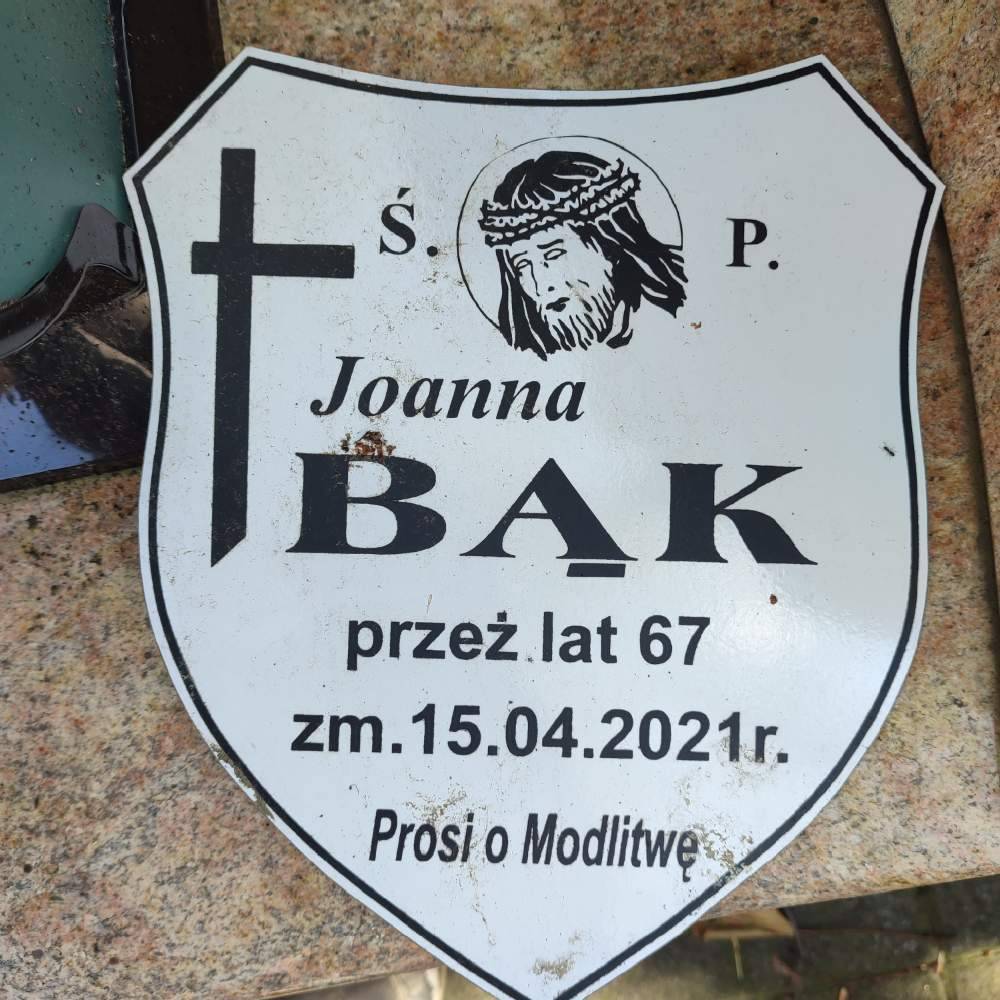 Ś. P.
Joanna
BĄK
przeż lat 67
zm.15.04.2021r.
Prosi o Modlitwę